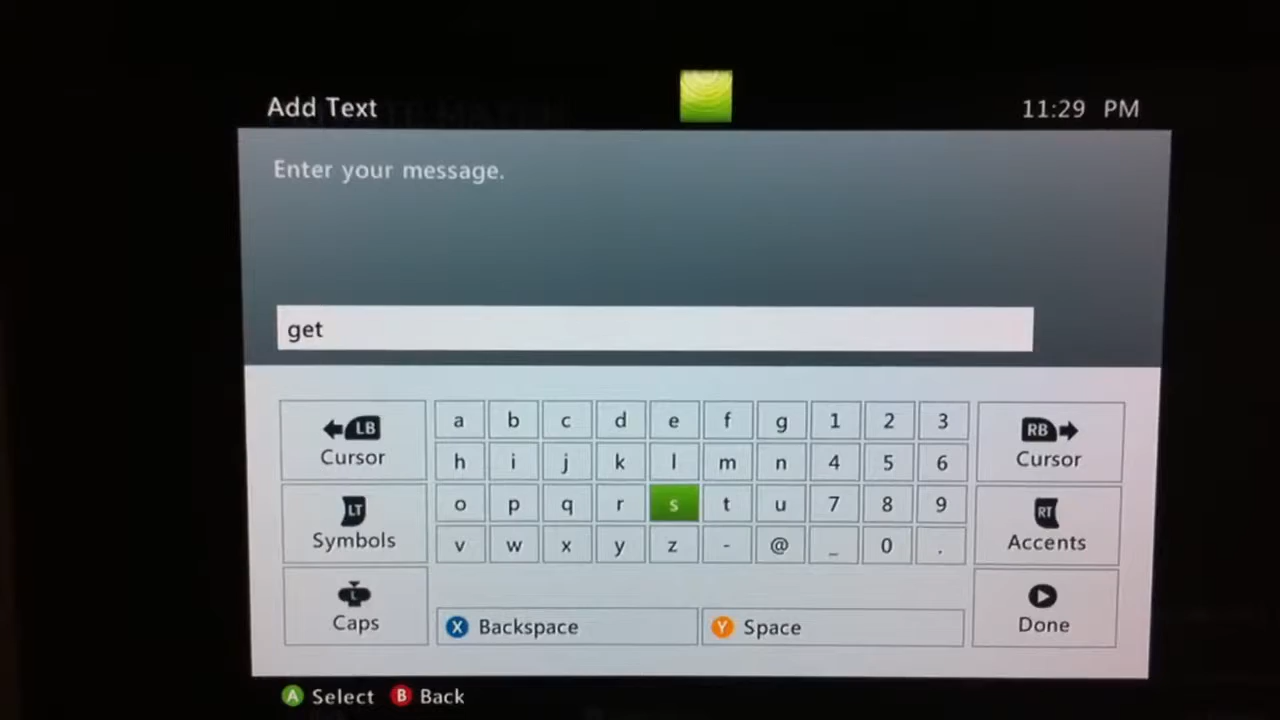 Add Text
11:29 PM
Enter your message.
get
LB
Cursor
a b c d e f g 1 2 3
RB
Cursor
h i j k l m n 4 5 6
LT
Symbols
o p q r s t u 7 8 9
RT
Accents
v w x y z - @ _ 0 .
L
Caps
X Backspace
Y Space
Done
A Select B Back